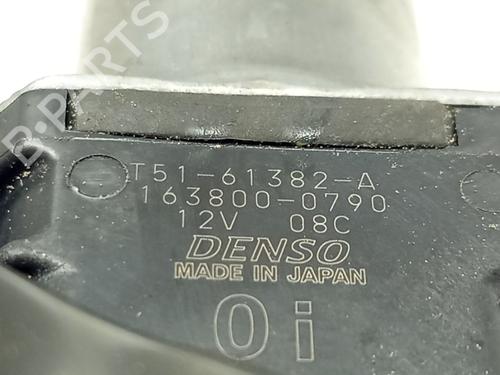 B-PARTS
T51-61382-A
163800-0790
12V 08C
DENSO
MADE IN JAPAN
0i